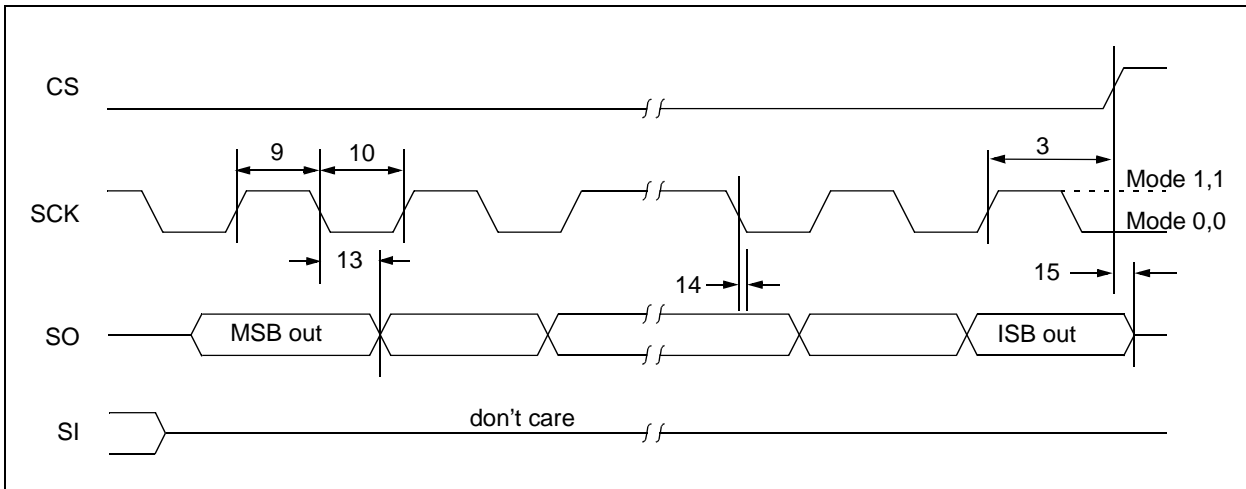 CS
9
10
3
SCK
Mode 1,1
Mode 0,0
13
14
15
SO
MSB out
ISB out
SI
don't care